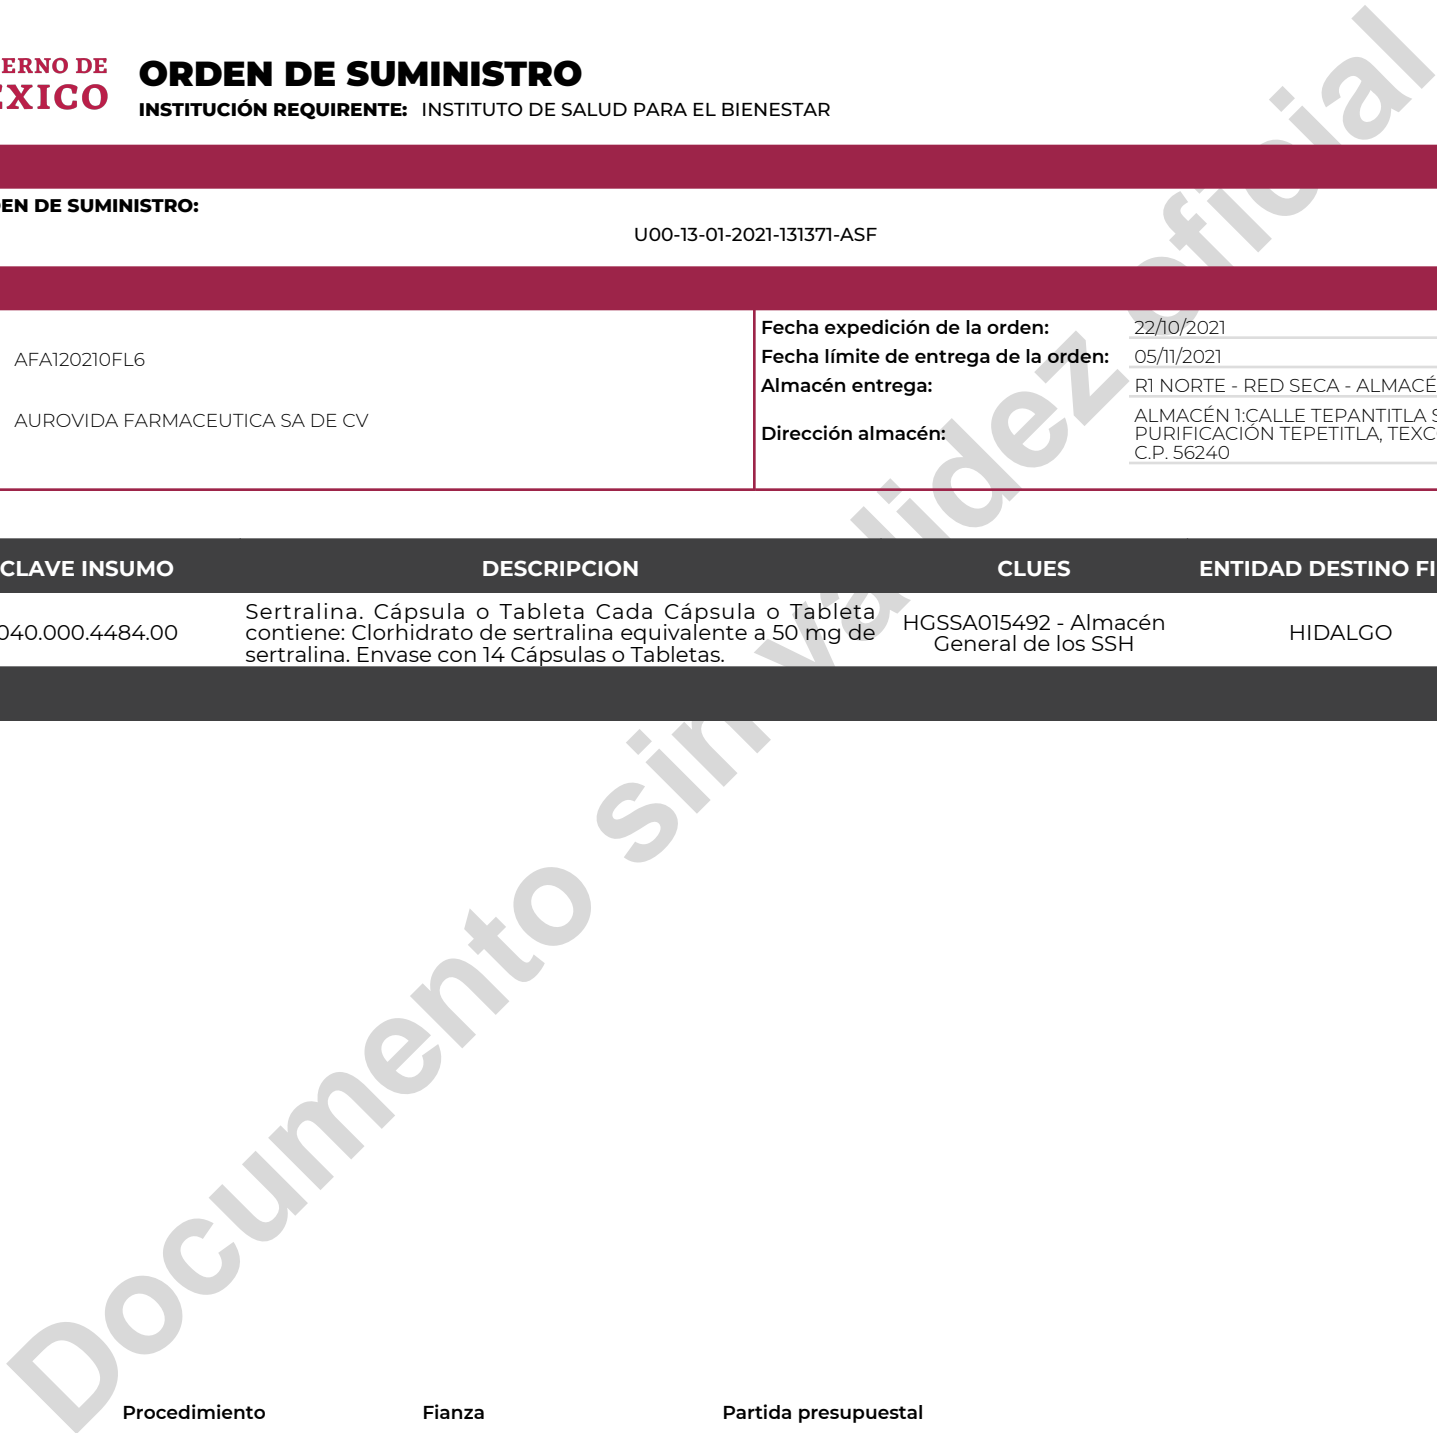 ERNO DE
EXICO
ORDEN DE SUMINISTRO
INSTITUCIÓN REQUIRENTE: INSTITUTO DE SALUD PARA EL BIENESTAR
EN DE SUMINISTRO:
U00-13-01-2021-131371-ASF
AFA120210FL6
AUROVIDA FARMACEUTICA SA DE CV
Fecha expedición de la orden: 22/10/2021
Fecha límite de entrega de la orden: 05/11/2021
Almacén entrega: R1 NORTE - RED SECA - ALMACÉ
Dirección almacén:
ALMACÉN 1:CALLE TEPANTITLA S
PURIFICACIÓN TEPETITLA, TEXC
C.P. 56240
CLAVE INSUMO DESCRIPCION CLUES ENTIDAD DESTINO FI
040.000.4484.00
Sertralina. Cápsula o Tableta Cada Cápsula o Tableta
contiene: Clorhidrato de sertralina equivalente a 50 mg de
sertralina. Envase con 14 Cápsulas o Tabletas.
HGSSA015492 - Almacén
General de los SSH
HIDALGO
Documento sin validez oficial
Procedimiento Fianza Partida presupuestal